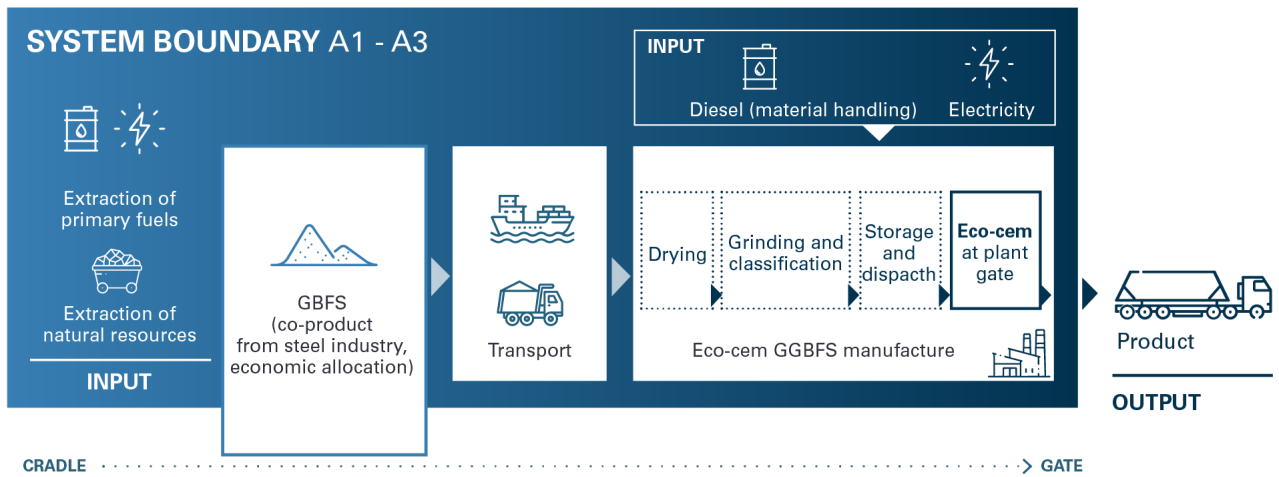 SYSTEM BOUNDARY A1 - A3
Extraction of
primary fuels
Extraction of
natural resources
INPUT
GBFS
(co-product
from steel industry,
economic allocation)
Transport
INPUT
Diesel (material handling)
Electricity
Drying
Grinding and
classification
Storage
and
dispacth
Eco-cem
at plant
gate
Eco-cem GGBFS manufacture
Product
OUTPUT
CRADLE
GATE